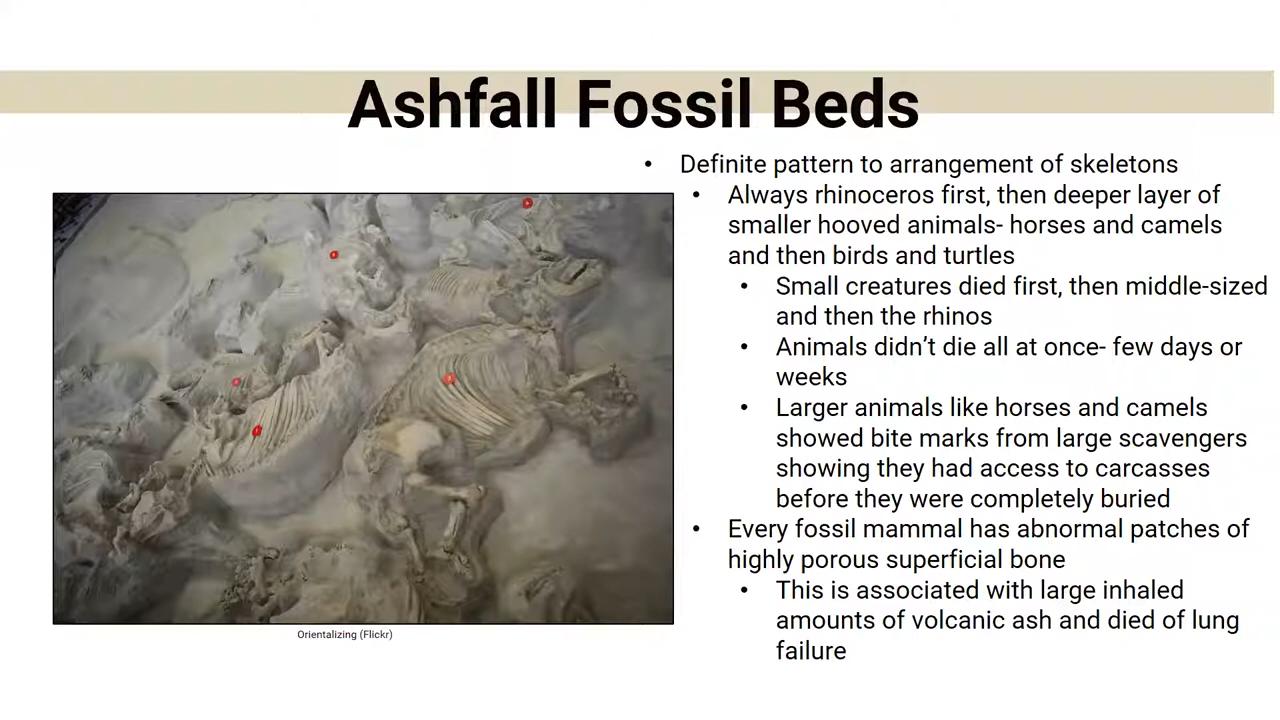 Ashfall Fossil Beds
• Definite pattern to arrangement of skeletons
• Always rhinoceros first, then deeper layer of
smaller hooved animals- horses and camels
and then birds and turtles
• Small creatures died first, then middle-sized
and then the rhinos
• Animals didn’t die all at once- few days or
weeks
• Larger animals like horses and camels
showed bite marks from large scavengers
showing they had access to carcasses
before they were completely buried
• Every fossil mammal has abnormal patches of
highly porous superficial bone
• This is associated with large inhaled
amounts of volcanic ash and died of lung
failure
Orientalizing (Flickr)